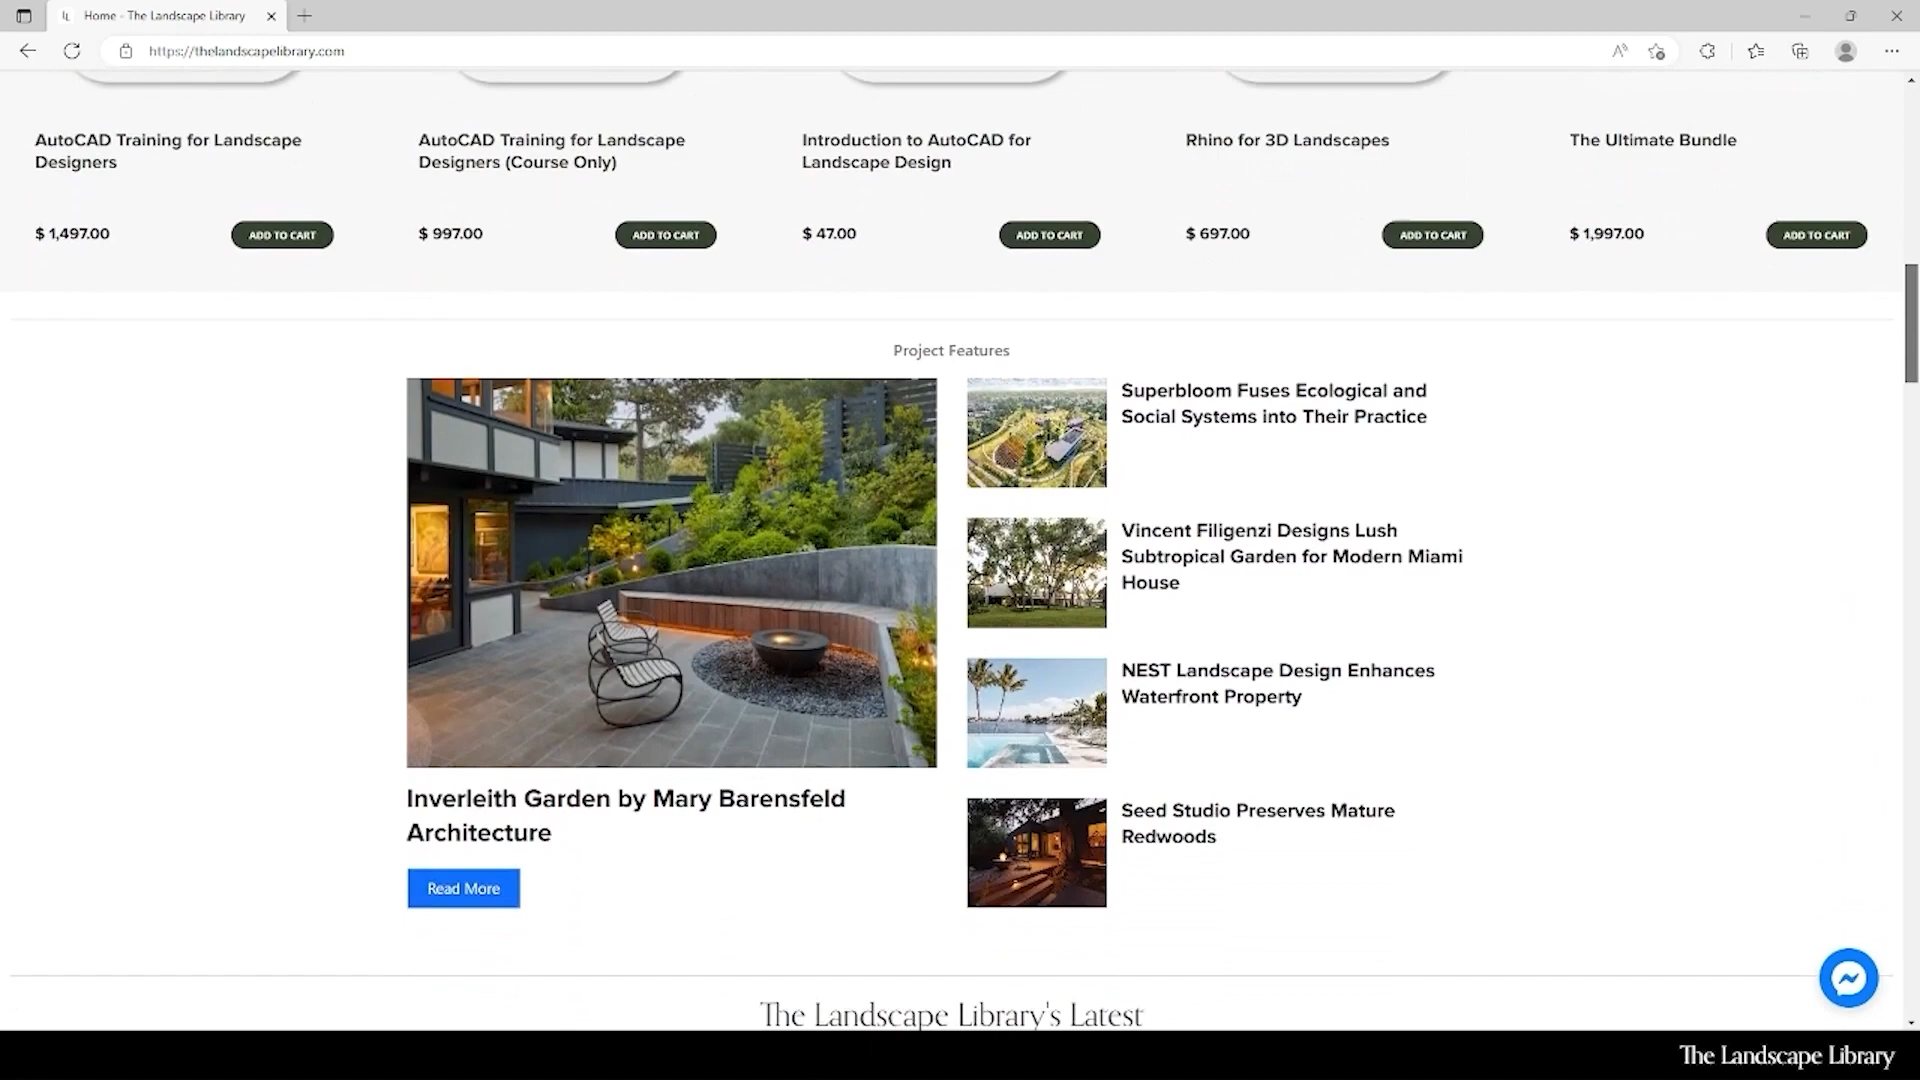 Home - The Landscape Library
https://thelandscapelibrary.com
AutoCAD Training for Landscape
Designers
$ 1,497.00
ADD TO CART
AutoCAD Training for Landscape
Designers (Course Only)
$ 997.00
ADD TO CART
Introduction to AutoCAD for
Landscape Design
$ 47.00
ADD TO CART
Rhino for 3D Landscapes
$ 697.00
ADD TO CART
The Ultimate Bundle
$ 1,997.00
ADD TO CART
Project Features
Inverleith Garden by Mary Barensfeld
Architecture
Read More
Superbloom Fuses Ecological and
Social Systems into Their Practice
Vincent Filigenzi Designs Lush
Subtropical Garden for Modern Miami
House
NEST Landscape Design Enhances
Waterfront Property
Seed Studio Preserves Mature
Redwoods
The Landscape Library's Latest
The Landscape Library